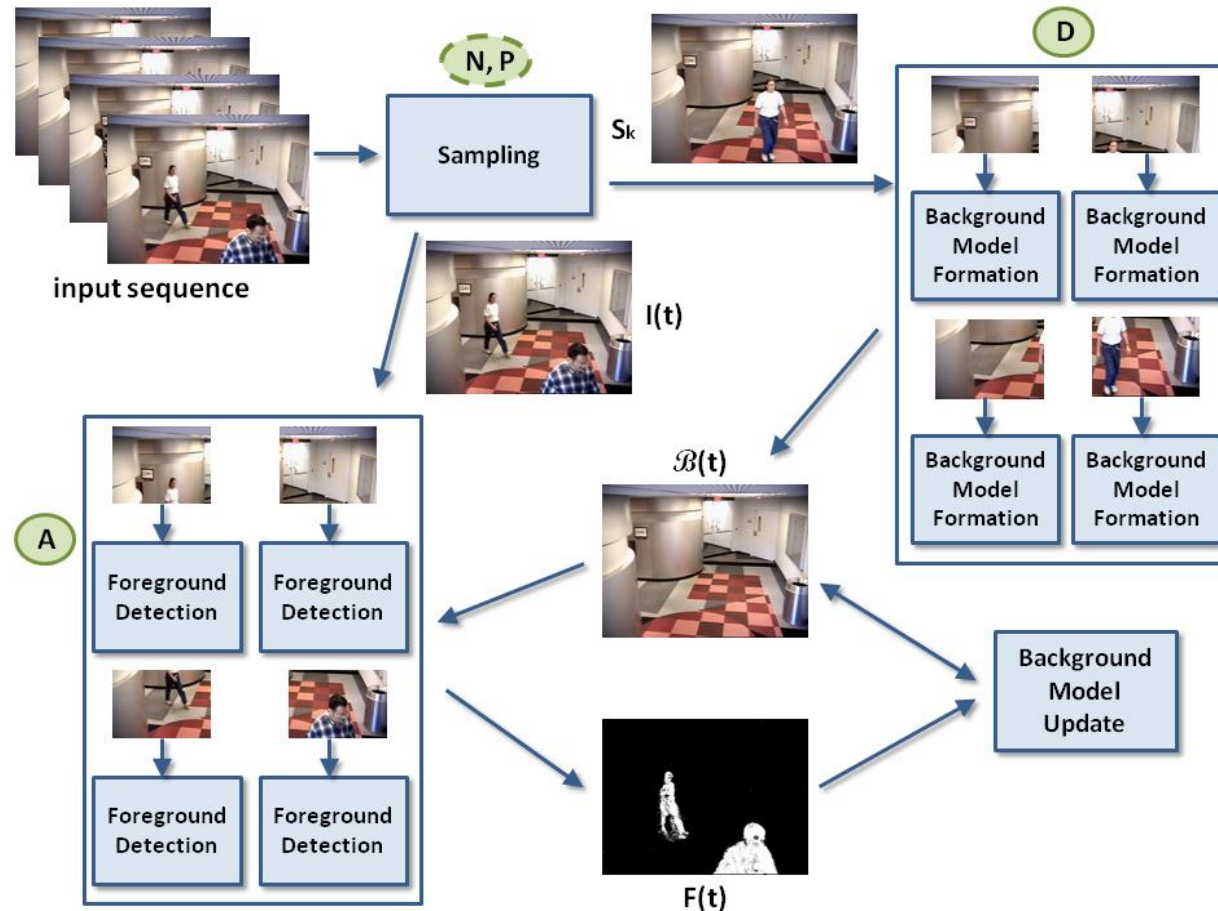 N, P
D
Sampling
Sk
input sequence
I(t)
Background
Model
Formation
Background
Model
Formation
Background
Model
Formation
Background
Model
Formation
ℬ(t)
A
Foreground
Detection
Foreground
Detection
Foreground
Detection
Foreground
Detection
Background
Model
Update
F(t)